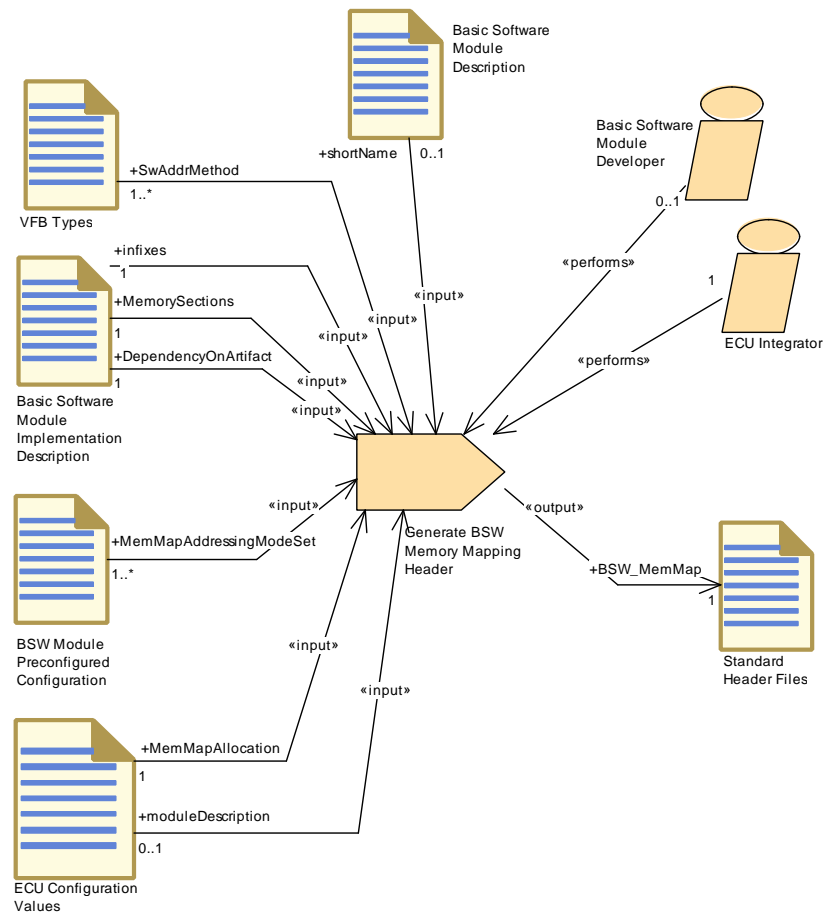 Basic Software
Module
Description
+shortName
0..1
Basic Software
Module
Developer
0..1
+SwAddrMethod
1..*
VFB Types
+infixes
1
«performs»
1
ECU Integrator
«performs»
+MemorySections
1
«input»
«input»
«input»
+DependencyOnArtifact
1
«input»
«input»
Basic Software
Module
Implementation
Description
«input»
+MemMapAddressingModeSet
1..*
Generate BSW
Memory Mapping
Header
«output»
+BSW_MemMap
1
BSW Module
Preconfigured
Configuration
«input»
«input»
Standard
Header Files
+MemMapAllocation
1
+moduleDescription
0..1
ECU Configuration
Values